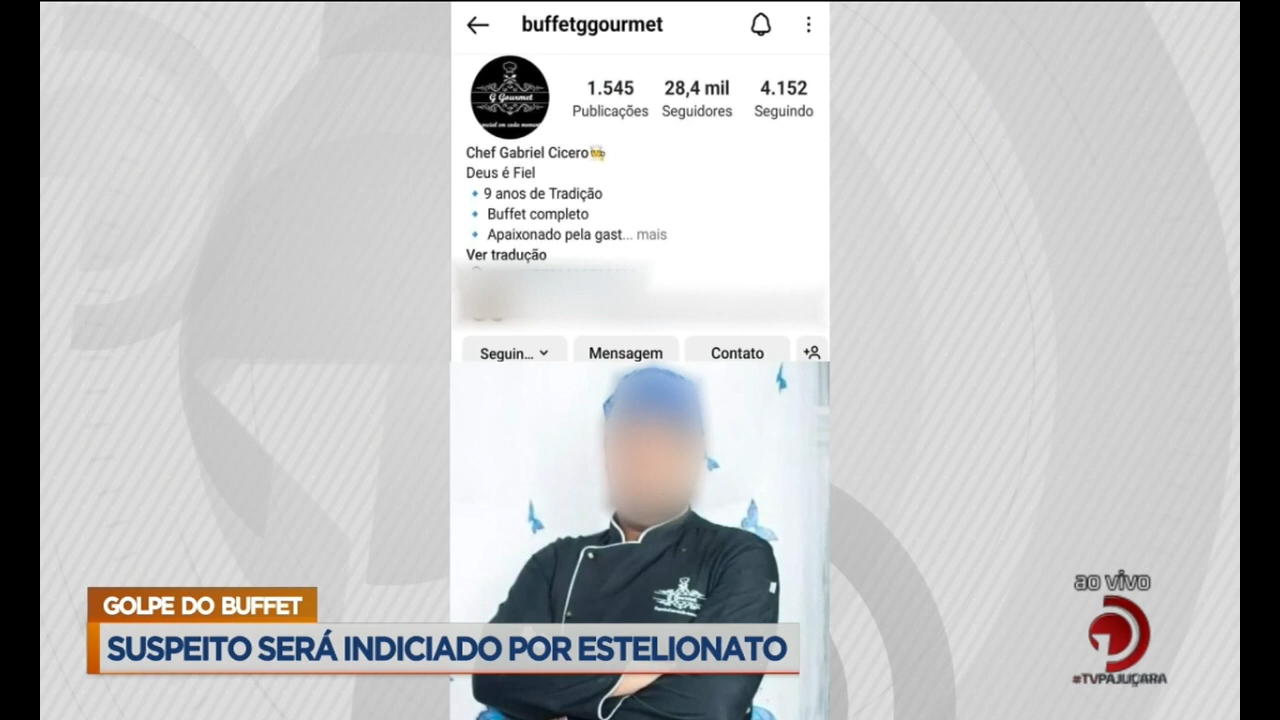 buffetggourmet
1.545
28,4 mil
4.152
Publicações
Seguidores
Seguindo
G Gourmet
Chef Gabriel Cicero
Deus é Fiel
9 anos de Tradição
Buffet completo
Apaixonado pela gast... mais
Ver tradução
Seguin...
Mensagem
Contato
GOLPE DO BUFFET
SUSPEITO SERÁ INDICIADO POR ESTELIONATO
ao vivo
#TVPAJUÇARA